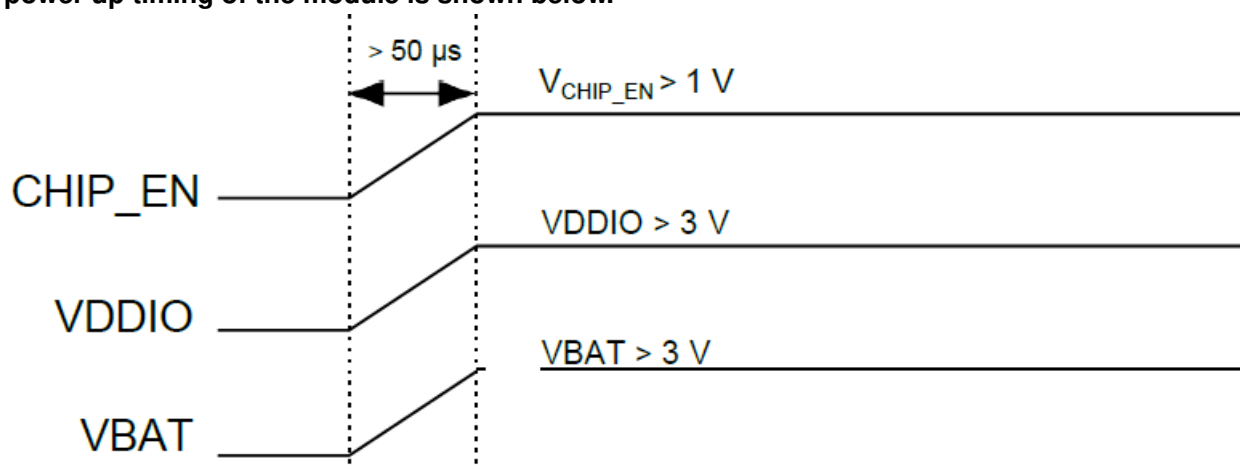 power up timing of the module is shown below.
> 50 µs
V_CHIP_EN > 1 V
CHIP_EN
VDDIO > 3 V
VDDIO
VBAT > 3 V
VBAT